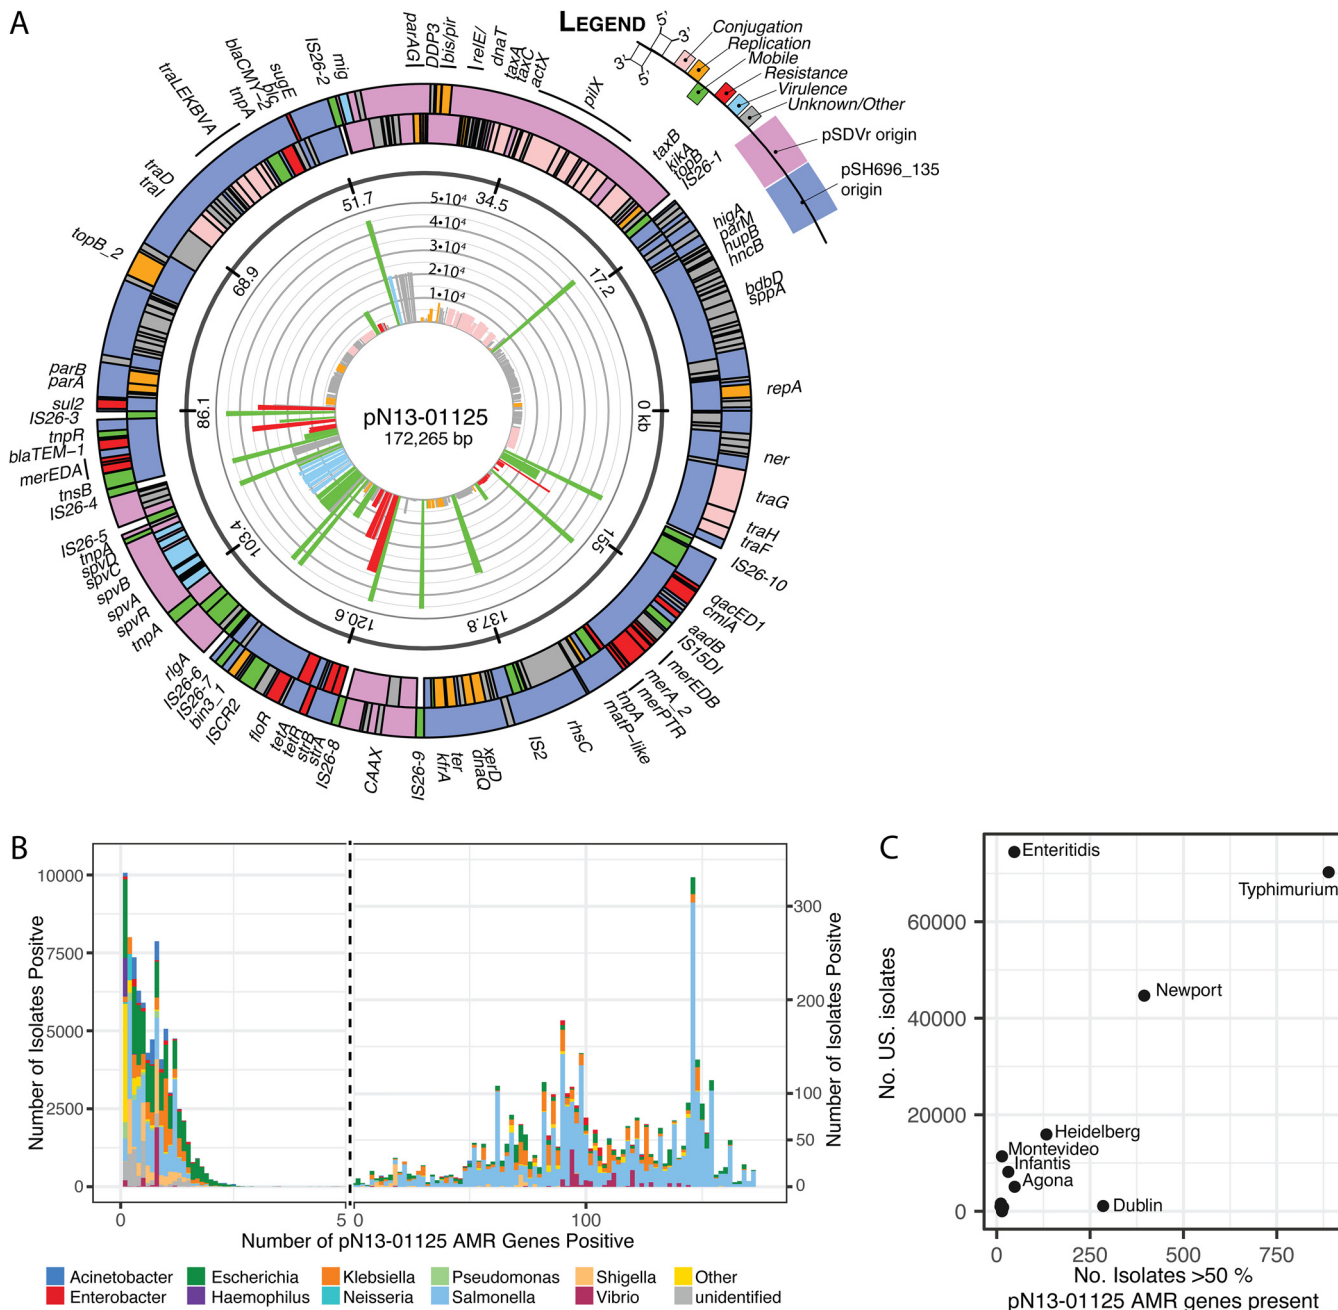 A
LEGEND
5'
3'
3'
5'
Conjugation
Replication
Mobile
Resistance
Virulence
Unknown/Other
pSDVr origin
pSH696_135
origin
parAG
DDP3
bis/pir
relE/
dnaT
taxA
taxC
actX
pilX
taxB
kikA
topB
IS26-1
higA
parM
hupB
hncB
bdbD
sppA
repA
ner
traG
traH
traF
IS26-10
qacED1
cmlA
aadB
IS15DI
merEDB
merA_2
merPTR
tnpA
matP-like
rhsC
IS2
xerD
dnaQ
ter
kfrA
IS26-9
CAAX
IS26-8
strA
strB
tetR
tetA
floR
ISCR2
bin3_1
IS26-7
IS26-6
rlgA
tnpA
spvR
spvA
spvB
spvC
spvD
tnpA
IS26-5
IS26-4
tnsB
merEDA
blaTEM-1
tnpR
IS26-3
sul2
parA
parB
topB_2
traI
traD
traLEKBVA
tnpA
blaCMY-2
blc
sugE
IS26-2
mig
0 kb
17.2
34.5
51.7
68.9
86.1
103.4
120.6
137.8
155
5•10⁴
4•10⁴
3•10⁴
2•10⁴
1•10⁴
pN13-01125
172,265 bp
B
Number of Isolates Positve
10000
7500
5000
2500
0
300
200
100
50
0
Number of Isolates Positve
0
5
0
100
Number of pN13-01125 AMR Genes Positive
Acinetobacter
Escherichia
Klebsiella
Pseudomonas
Shigella
Other
Enterobacter
Haemophilus
Neisseria
Salmonella
Vibrio
unidentified
C
No. US. isolates
60000
40000
20000
0
Enteritidis
Typhimurium
Newport
Heidelberg
Montevideo
Infantis
Agona
Dublin
0
250
500
750
No. Isolates >50 %
pN13-01125 AMR genes present